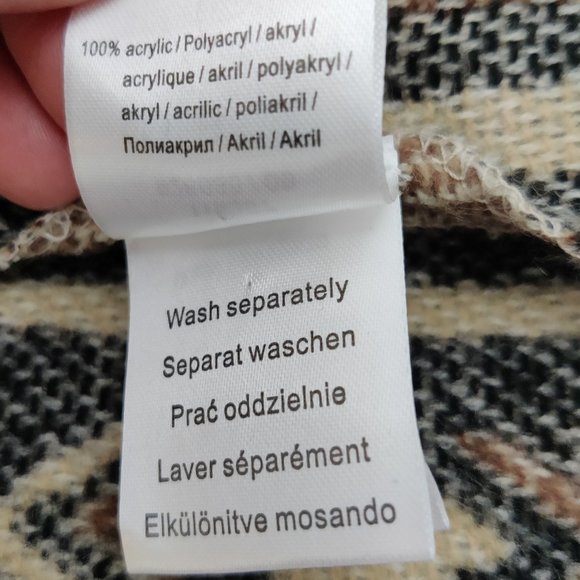 100% acrylic / Polyacryl / akryl /
acrylique / akril / polyakryl /
akryl / acrilic / poliakril /
Полиакрил / Akril / Akril
Wash separately
Separat waschen
Prać oddzielnie
Laver séparément
Elkülönitve mosando